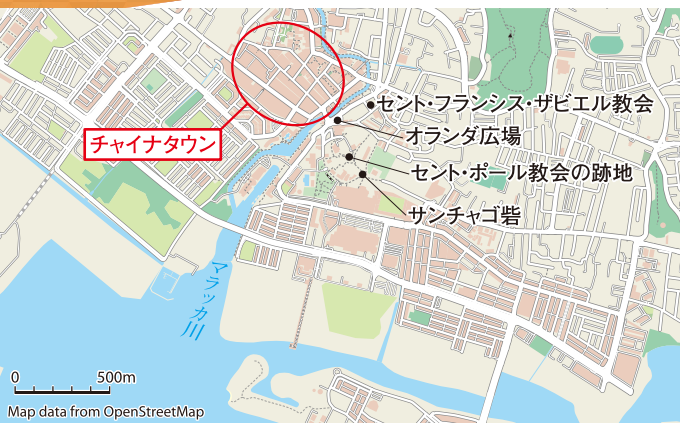 セント・フランシス・ザビエル教会
オランダ広場
チャイナタウン
セント・ポール教会の跡地
サンチャゴ砦
マラッカ川
0 500m
Map data from OpenStreetMap